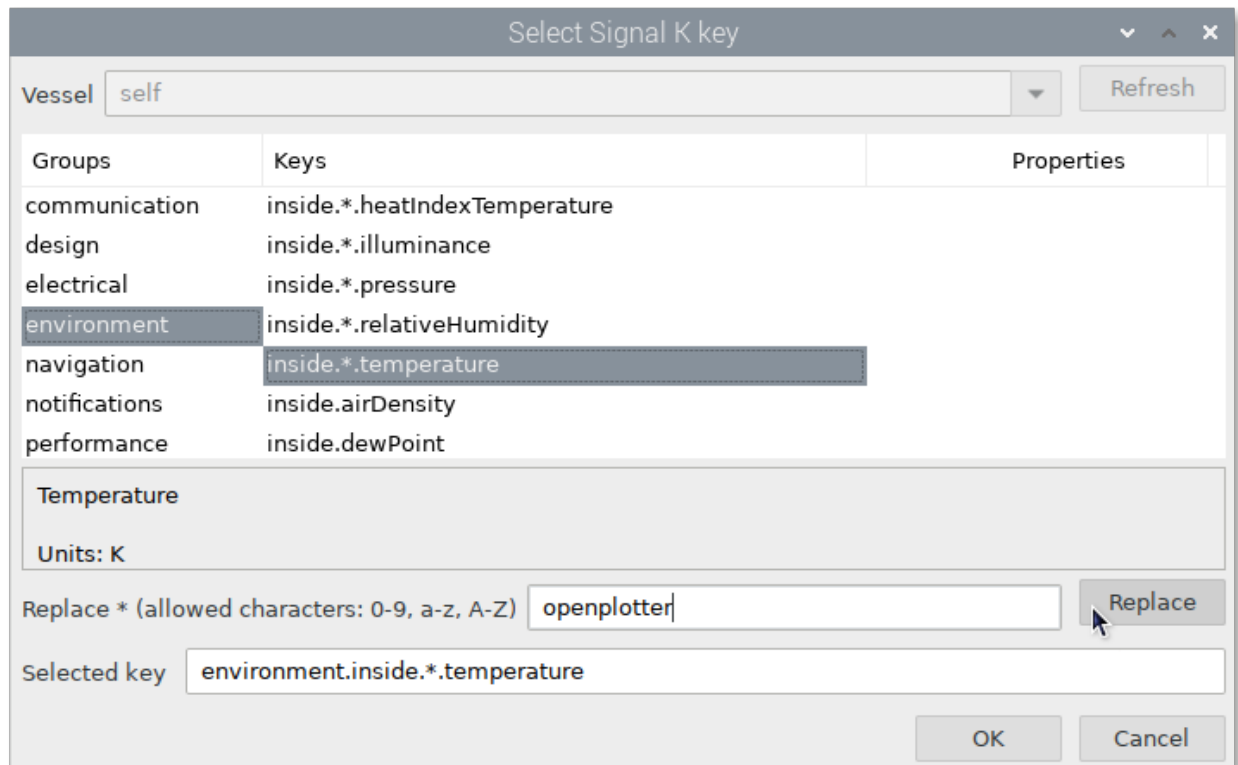 Select Signal K key
Vessel self Refresh
Groups Keys Properties
communication inside.*.heatIndexTemperature
design inside.*.illuminance
electrical inside.*.pressure
environment inside.*.relativeHumidity
navigation inside.*.temperature
notifications inside.airDensity
performance inside.dewPoint
Temperature
Units: K
Replace * (allowed characters: 0-9, a-z, A-Z) openplotter Replace
Selected key environment.inside.*.temperature
OK Cancel